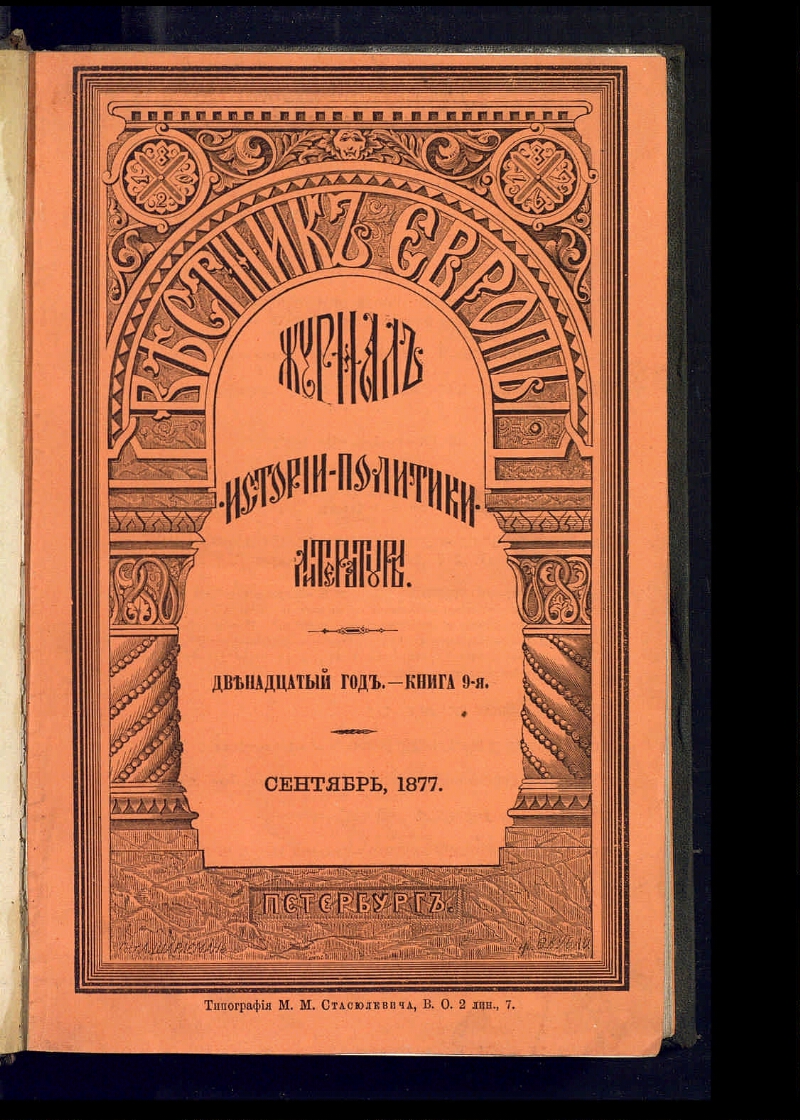 ВѢСТНИКЪ ЕВРОПЫ
ЖУРНАЛЪ
ИСТОРІИ-ПОЛИТИКИ
ЛИТЕРАТУРЫ.
ДВѢНАДЦАТЫЙ ГОДЪ.—КНИГА 9-я.
СЕНТЯБРЬ, 1877.
ПЕТЕРБУРГЪ.
Типографія М. М. Стасюлевича, В. О. 2 лин., 7.